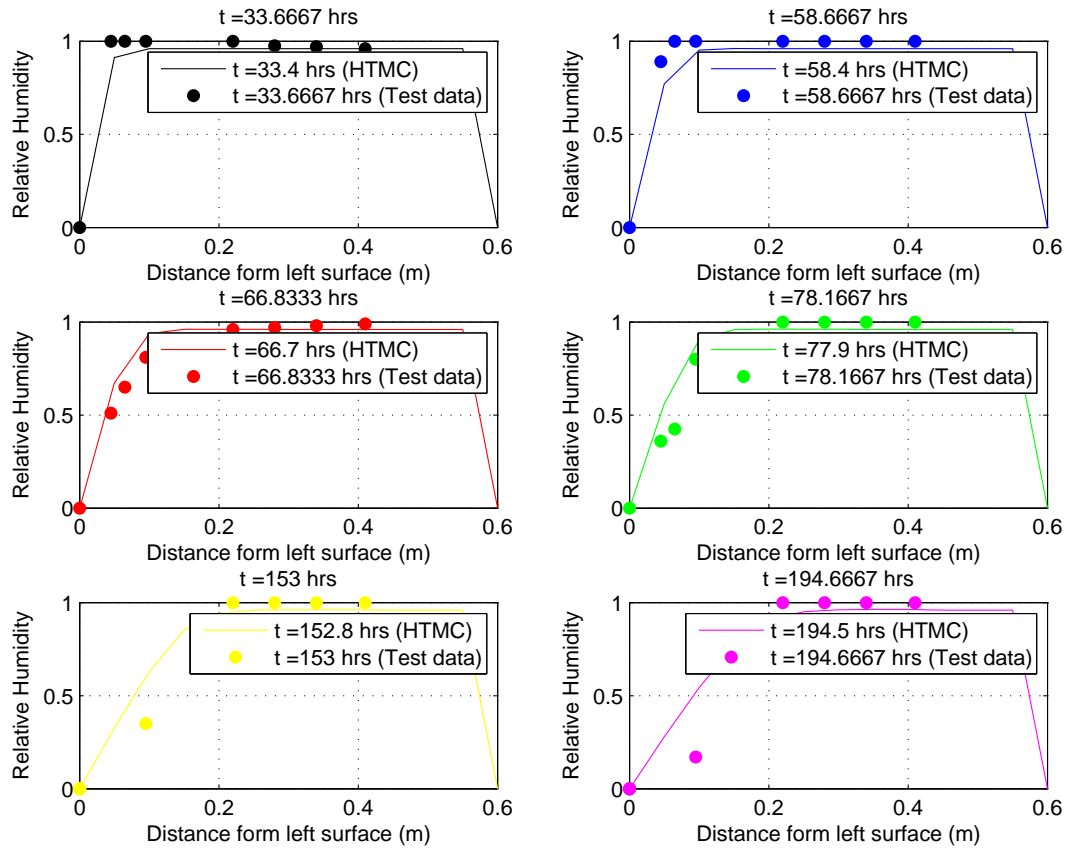 t =33.6667 hrs
1
0.5
0
Relative Humidity
t =33.4 hrs (HTMC)
t =33.6667 hrs (Test data)
0 0.2 0.4 0.6
Distance form left surface (m)
t =58.6667 hrs
1
0.5
0
Relative Humidity
t =58.4 hrs (HTMC)
t =58.6667 hrs (Test data)
0 0.2 0.4 0.6
Distance form left surface (m)
t =66.8333 hrs
1
0.5
0
Relative Humidity
t =66.7 hrs (HTMC)
t =66.8333 hrs (Test data)
0 0.2 0.4 0.6
Distance form left surface (m)
t =78.1667 hrs
1
0.5
0
Relative Humidity
t =77.9 hrs (HTMC)
t =78.1667 hrs (Test data)
0 0.2 0.4 0.6
Distance form left surface (m)
t =153 hrs
1
0.5
0
Relative Humidity
t =152.8 hrs (HTMC)
t =153 hrs (Test data)
0 0.2 0.4 0.6
Distance form left surface (m)
t =194.6667 hrs
1
0.5
0
Relative Humidity
t =194.5 hrs (HTMC)
t =194.6667 hrs (Test data)
0 0.2 0.4 0.6
Distance form left surface (m)